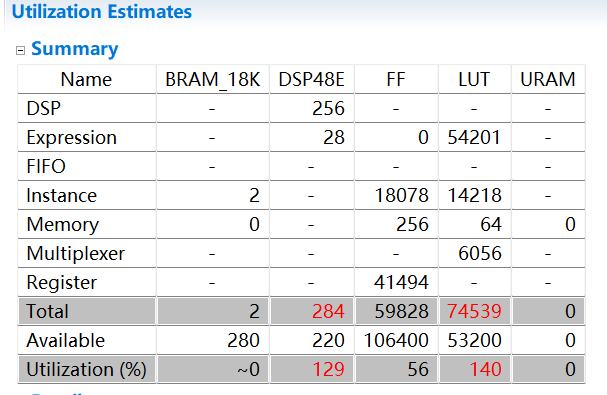 Utilization Estimates
Summary
Name BRAM_18K DSP48E FF LUT URAM
DSP - 256 - - -
Expression - 28 0 54201 -
FIFO - - - - -
Instance 2 - 18078 14218 -
Memory 0 - 256 64 0
Multiplexer - - - 6056 -
Register - - 41494 - -
Total 2 284 59828 74539 0
Available 280 220 106400 53200 0
Utilization (%) ~0 129 56 140 0